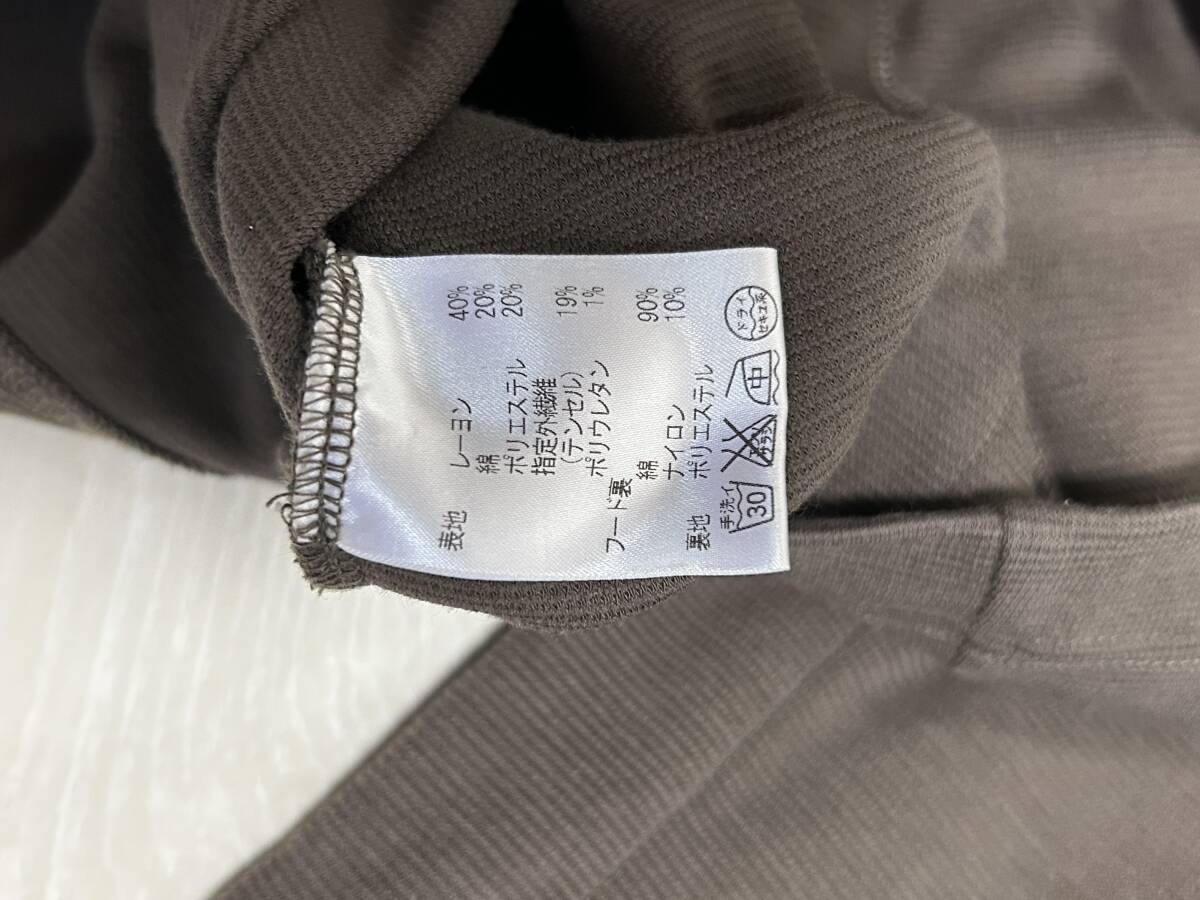 表地 レーヨン 40%
綿 20%
ポリエステル 20%
指定外繊維
(テンセル) 19%
ポリウレタン 1%
フード裏
綿 90%
ナイロン 10%
裏地 ポリエステル
手洗イ
30
中
ドライ
セキユ系